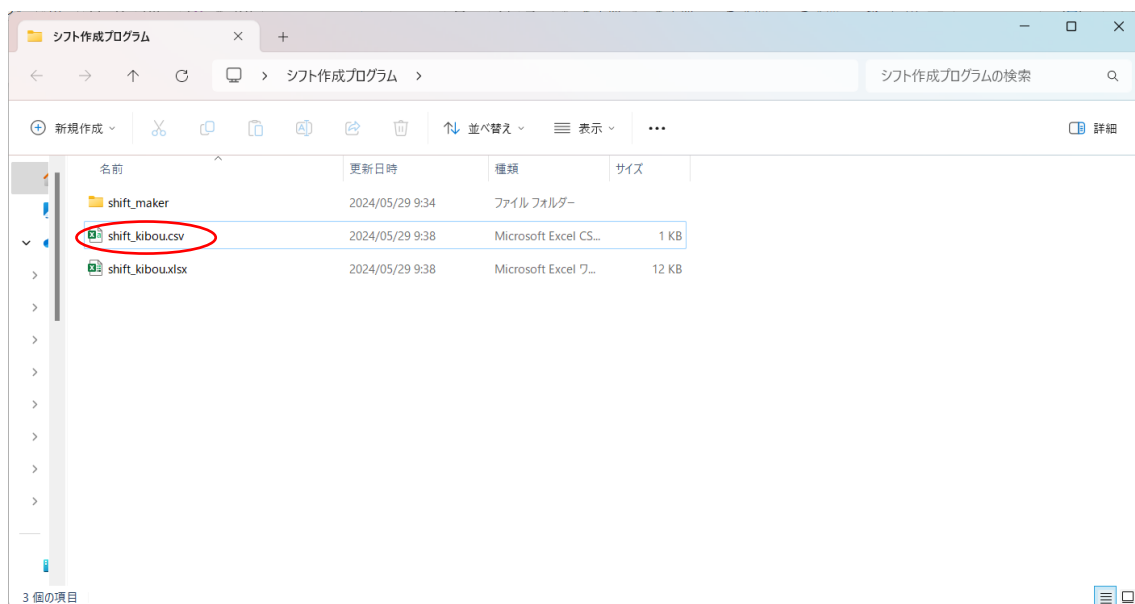 シフト作成プログラム
シフト作成プログラム
シフト作成プログラムの検索
新規作成 並べ替え 表示 詳細
名前 更新日時 種類 サイズ
shift_maker 2024/05/29 9:34 ファイル フォルダー
shift_kibou.csv 2024/05/29 9:38 Microsoft Excel CS... 1 KB
shift_kibou.xlsx 2024/05/29 9:38 Microsoft Excel ワ... 12 KB
3 個の項目